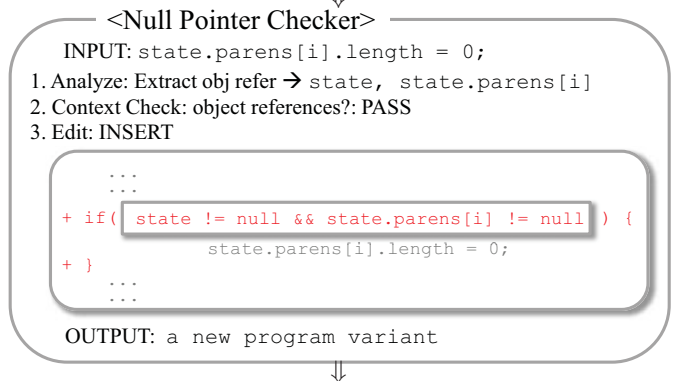 <Null Pointer Checker>
INPUT: state.parens[i].length = 0;
1. Analyze: Extract obj refer → state, state.parens[i]
2. Context Check: object references?: PASS
3. Edit: INSERT
...
...
+ if( state != null && state.parens[i] != null ) {
state.parens[i].length = 0;
+ }
...
...
OUTPUT: a new program variant